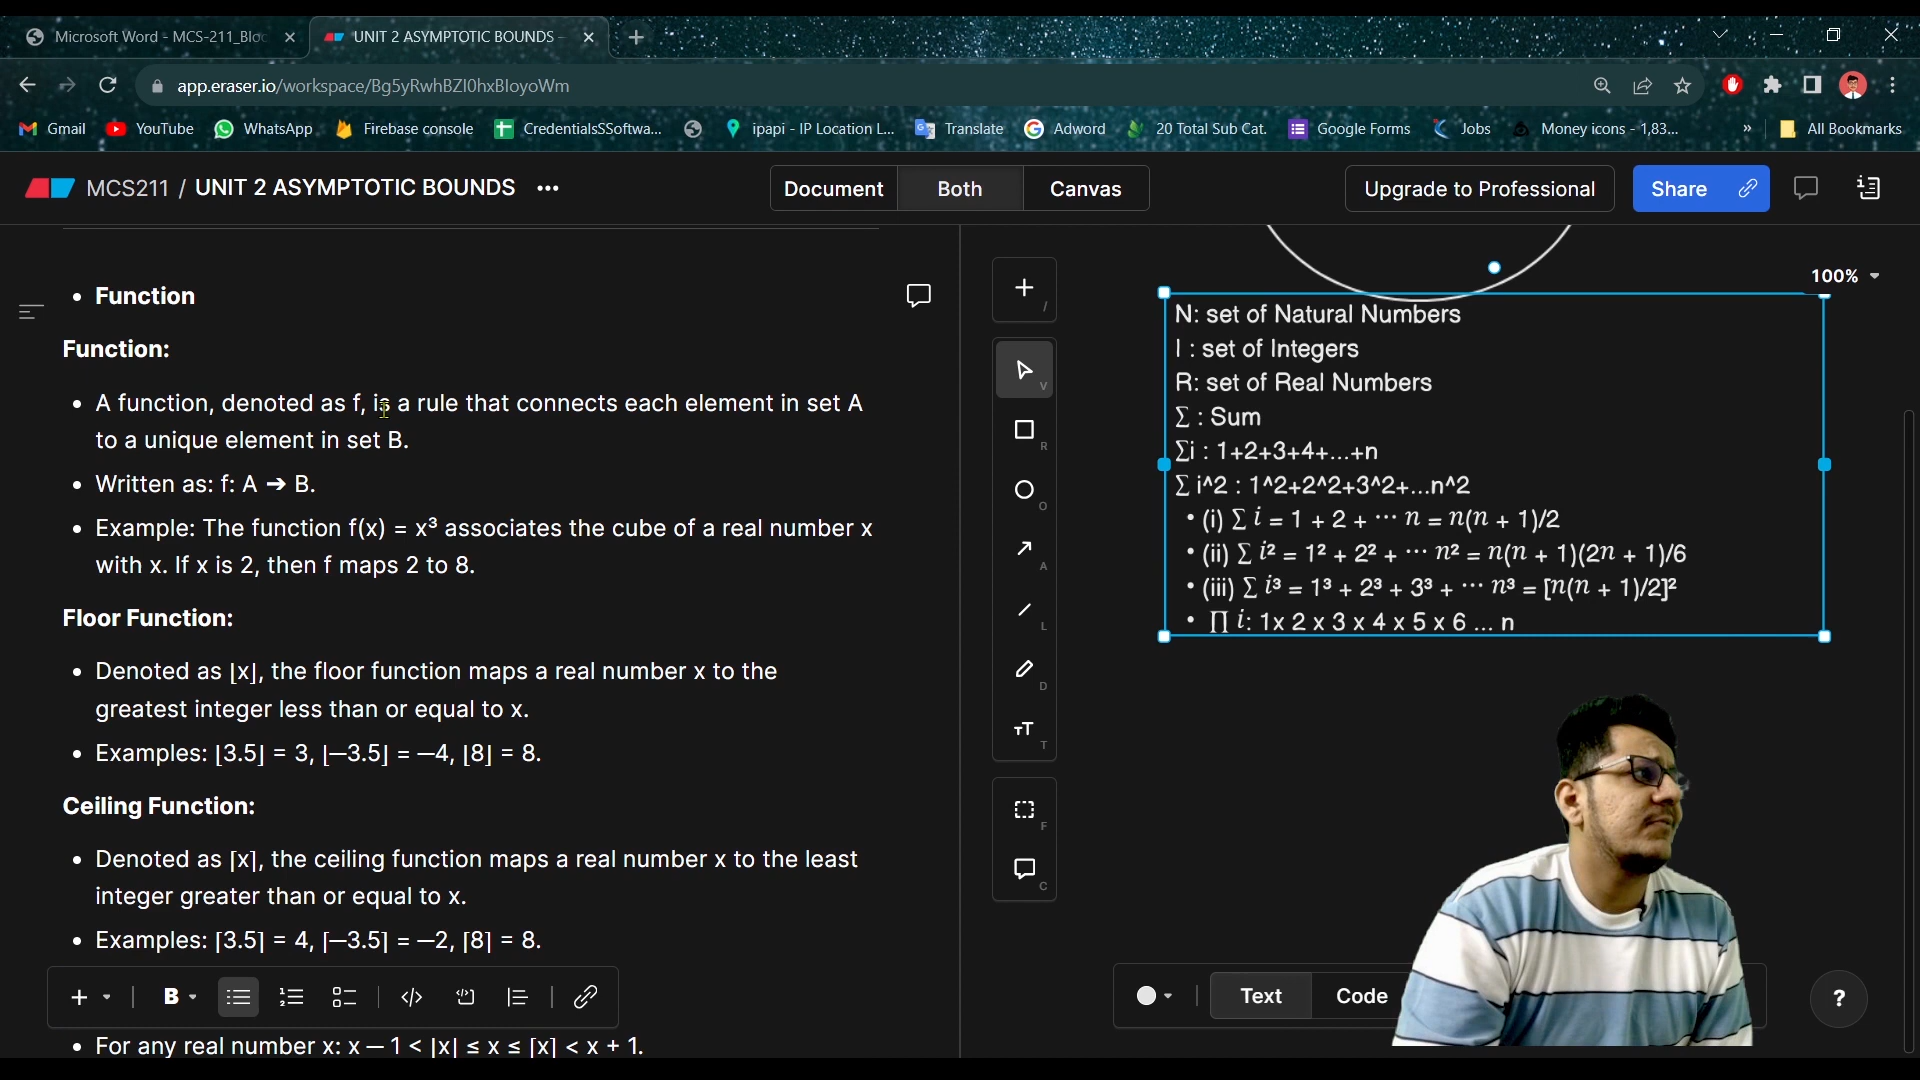 Microsoft Word - MCS-211_Bloc
UNIT 2 ASYMPTOTIC BOUNDS -
app.eraser.io/workspace/Bg5yRwhBZI0hxBIoyoWm
Gmail YouTube WhatsApp Firebase console CredentialsSSoftwa... ipapi - IP Location L... Translate Adword 20 Total Sub Cat. Google Forms Jobs Money icons - 1,83... » All Bookmarks
MCS211 / UNIT 2 ASYMPTOTIC BOUNDS •••
Document Both Canvas
Upgrade to Professional
Share
• Function
Function:
• A function, denoted as f, is a rule that connects each element in set A
to a unique element in set B.
• Written as: f: A → B.
• Example: The function f(x) = x³ associates the cube of a real number x
with x. If x is 2, then f maps 2 to 8.
Floor Function:
• Denoted as ⌊x⌋, the floor function maps a real number x to the
greatest integer less than or equal to x.
• Examples: ⌊3.5⌋ = 3, ⌊—3.5⌋ = —4, ⌊8⌋ = 8.
Ceiling Function:
• Denoted as ⌈x⌉, the ceiling function maps a real number x to the least
integer greater than or equal to x.
• Examples: ⌈3.5⌉ = 4, ⌈—3.5⌉ = —2, ⌈8⌉ = 8.
B
• For any real number x: x — 1 < ⌊x⌋ ≤ x ≤ ⌈x⌉ < x + 1.
/
V
R
O
A
L
D
TT
T
F
C
100%
N: set of Natural Numbers
I : set of Integers
R: set of Real Numbers
∑ : Sum
∑i : 1+2+3+4+...+n
∑ i^2 : 1^2+2^2+3^2+...n^2
• (i) ∑ i = 1 + 2 + ⋯ n = n(n + 1)/2
• (ii) ∑ i² = 1² + 2² + ⋯ n² = n(n + 1)(2n + 1)/6
• (iii) ∑ i³ = 1³ + 2³ + 3³ + ⋯ n³ = [n(n + 1)/2]²
• ∏ i: 1x 2 x 3 x 4 x 5 x 6 ... n
Text Code
?